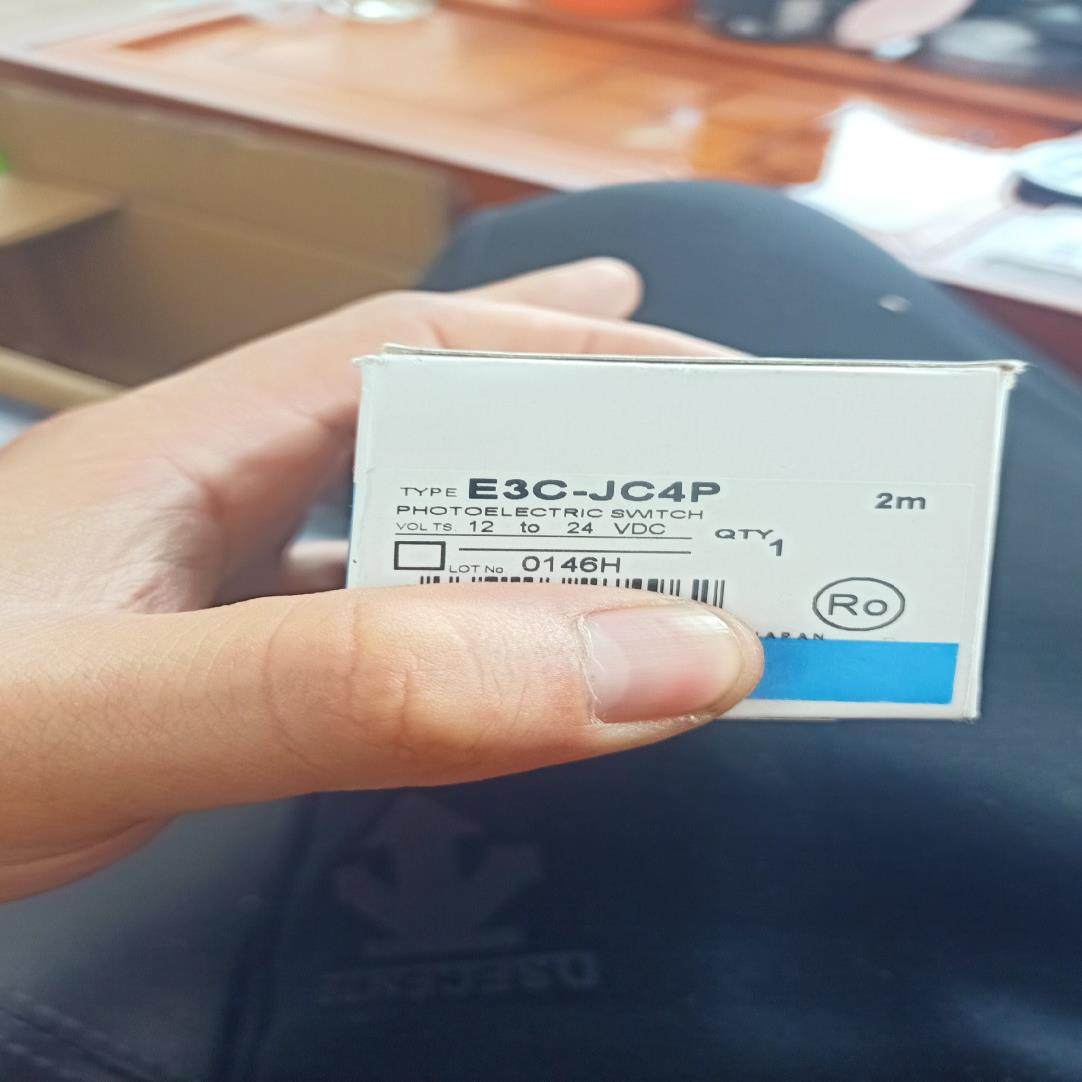 TYPE E3C-JC4P 2m
PHOTOELECTRIC SWITCH
VOLTS. 12 to 24 VDC QTY 1
LOT No 0146H
Ro